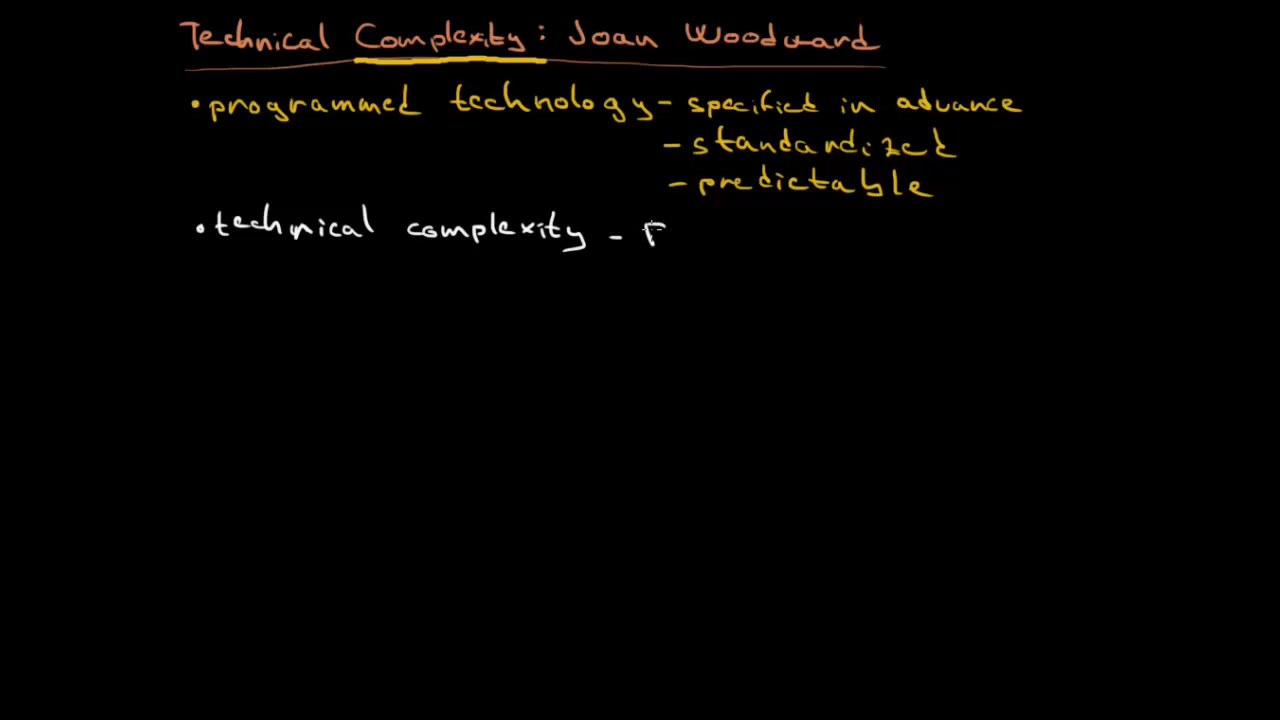 Technical Complexity: Joan Woodward
• programmed technology - specified in advance
- standardized
- predictable
• technical complexity -